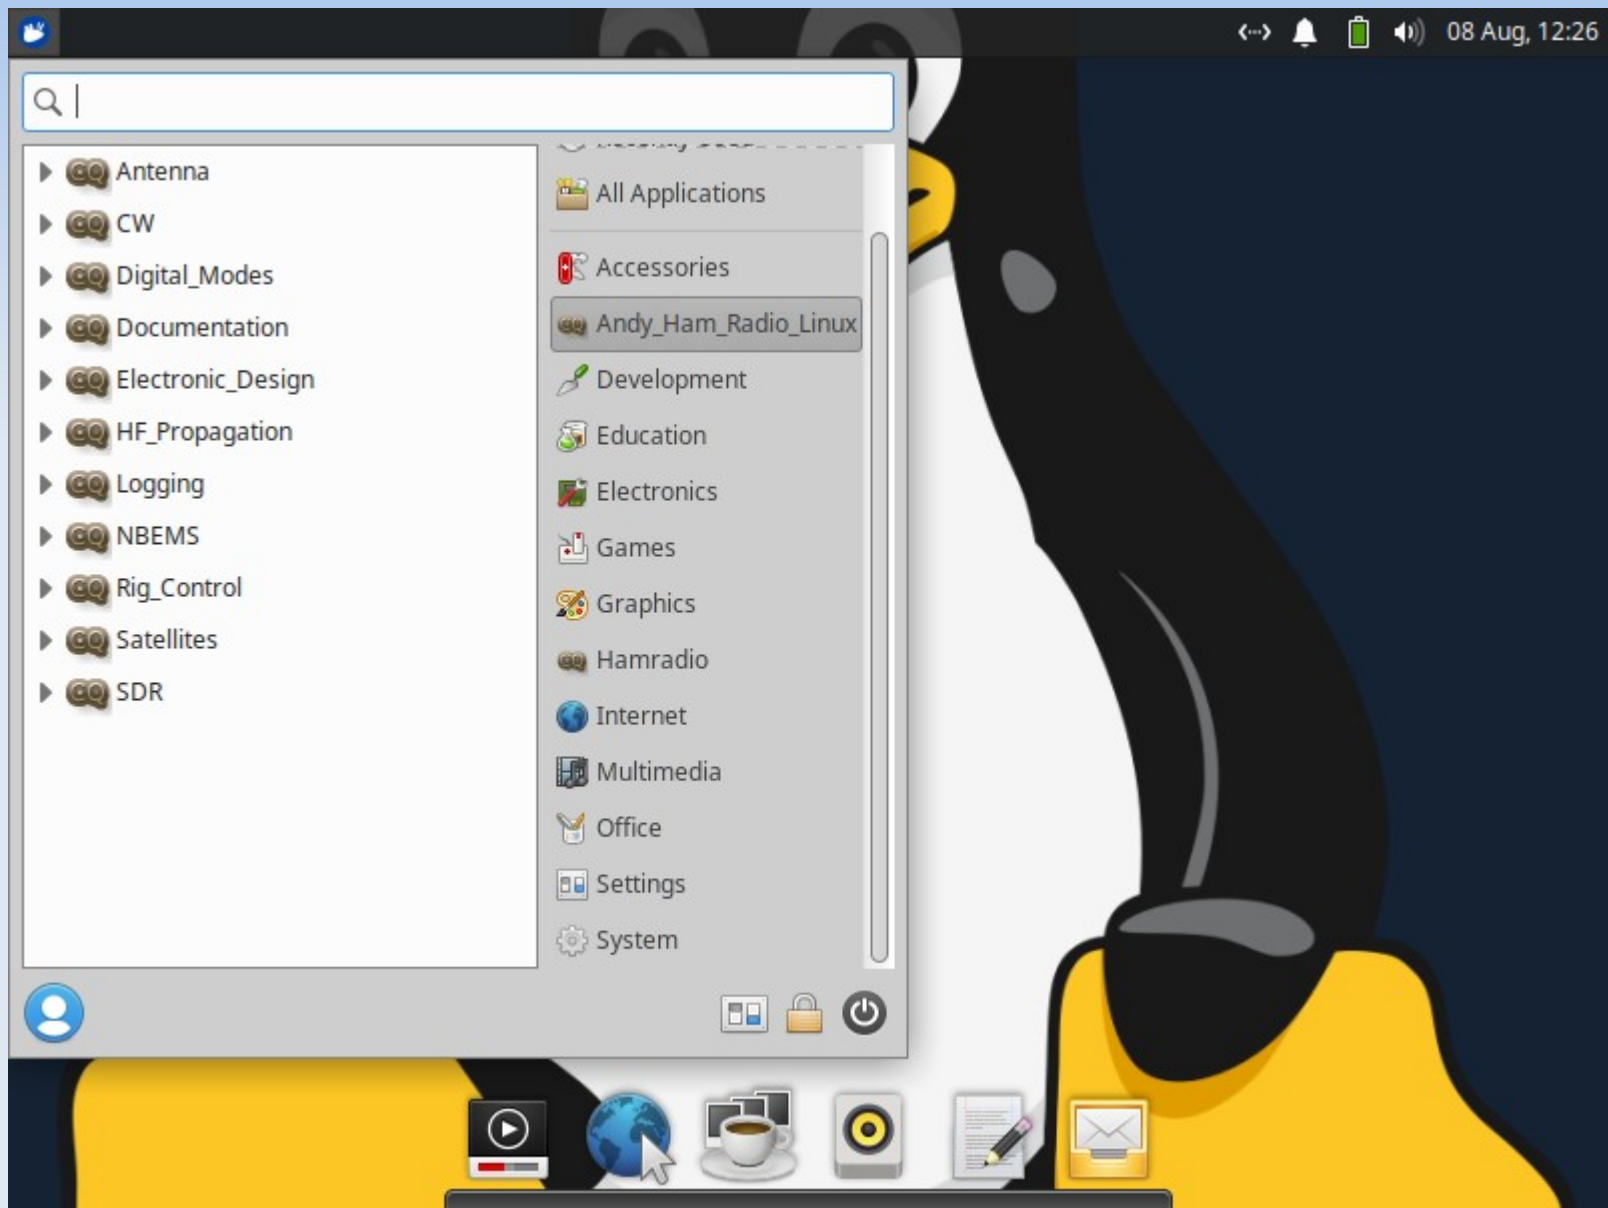 08 Aug, 12:26
Antenna
CW
Digital_Modes
Documentation
Electronic_Design
HF_Propagation
Logging
NBEMS
Rig_Control
Satellites
SDR
All Applications
Accessories
Andy_Ham_Radio_Linux
Development
Education
Electronics
Games
Graphics
Hamradio
Internet
Multimedia
Office
Settings
System